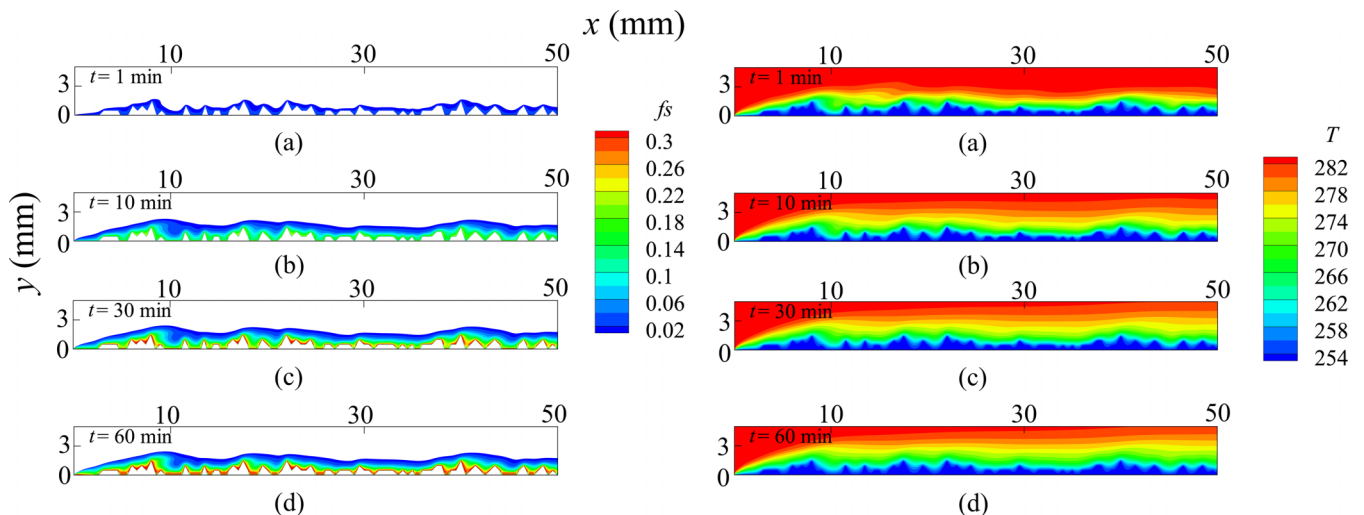 x (mm)
10 30 50
t= 1 min
3
0
(a)
10 30 50
t= 10 min
3
0
(b)
10 30 50
t= 30 min
3
0
(c)
10 30 50
t= 60 min
3
0
(d)
y (mm)
fs
0.3
0.26
0.22
0.18
0.14
0.1
0.06
0.02
10 30 50
t= 1 min
3
0
(a)
10 30 50
t= 10 min
3
0
(b)
10 30 50
t= 30 min
3
0
(c)
10 30 50
t= 60 min
3
0
(d)
T
282
278
274
270
266
262
258
254